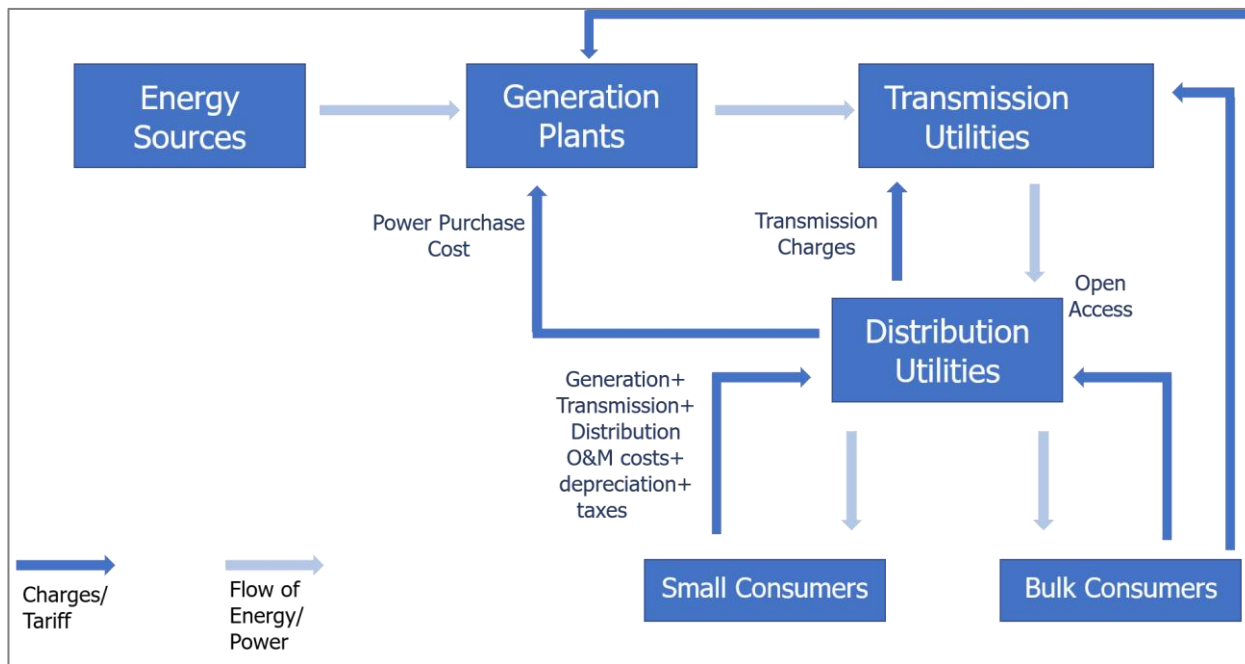 Energy
Sources
Generation
Plants
Transmission
Utilities
Power Purchase
Cost
Transmission
Charges
Open
Access
Distribution
Utilities
Generation+
Transmission+
Distribution
O&M costs+
depreciation+
taxes
Small Consumers
Bulk Consumers
Charges/
Tariff
Flow of
Energy/
Power